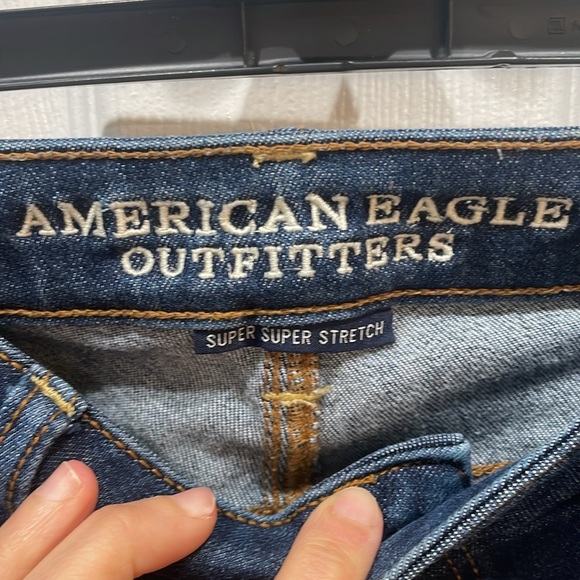 AMERICAN EAGLE
OUTFITTERS
SUPER SUPER STRETCH